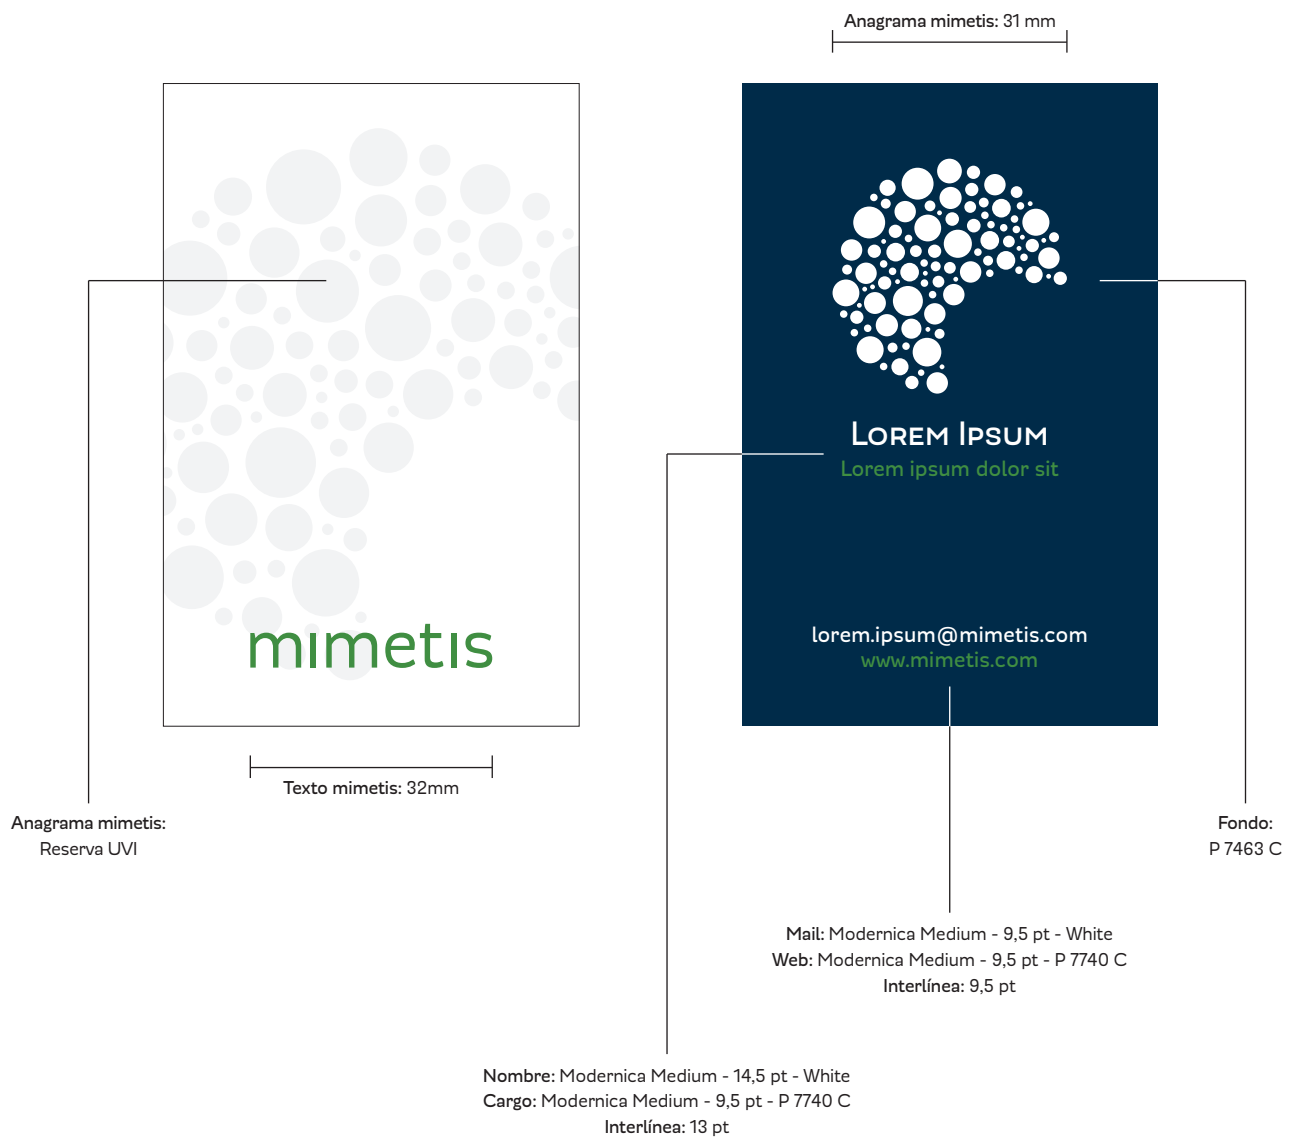 Anagrama mimetis: 31 mm
mimetis
Texto mimetis: 32mm
Anagrama mimetis:
Reserva UVI
Lorem Ipsum
Lorem ipsum dolor sit
lorem.ipsum@mimetis.com
www.mimetis.com
Fondo:
P 7463 C
Mail: Modernica Medium - 9,5 pt - White
Web: Modernica Medium - 9,5 pt - P 7740 C
Interlínea: 9,5 pt
Nombre: Modernica Medium - 14,5 pt - White
Cargo: Modernica Medium - 9,5 pt - P 7740 C
Interlínea: 13 pt